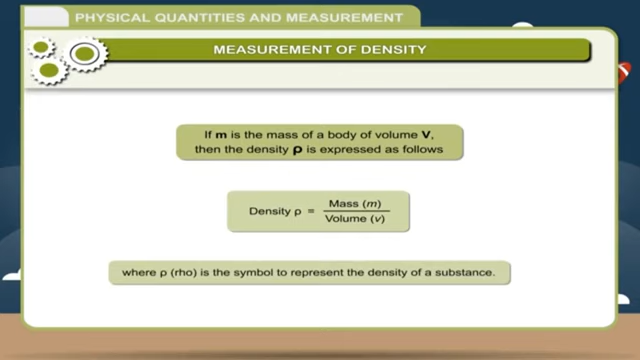 PHYSICAL QUANTITIES AND MEASUREMENT
MEASUREMENT OF DENSITY
If m is the mass of a body of volume V,
then the density ρ is expressed as follows
Density ρ = Mass (m)
Volume (v)
where ρ (rho) is the symbol to represent the density of a substance.